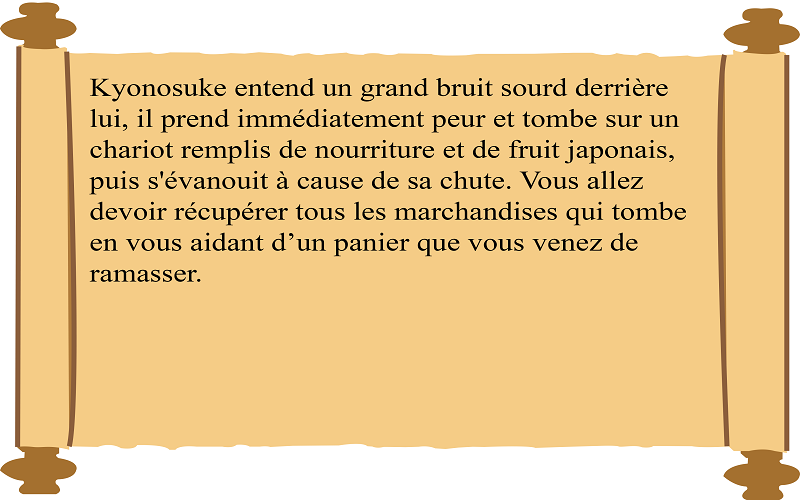 Kyonosuke entend un grand bruit sourd derrière
lui, il prend immédiatement peur et tombe sur un
chariot remplis de nourriture et de fruit japonais,
puis s'évanouit à cause de sa chute. Vous allez
devoir récupérer tous les marchandises qui tombe
en vous aidant d’un panier que vous venez de
ramasser.